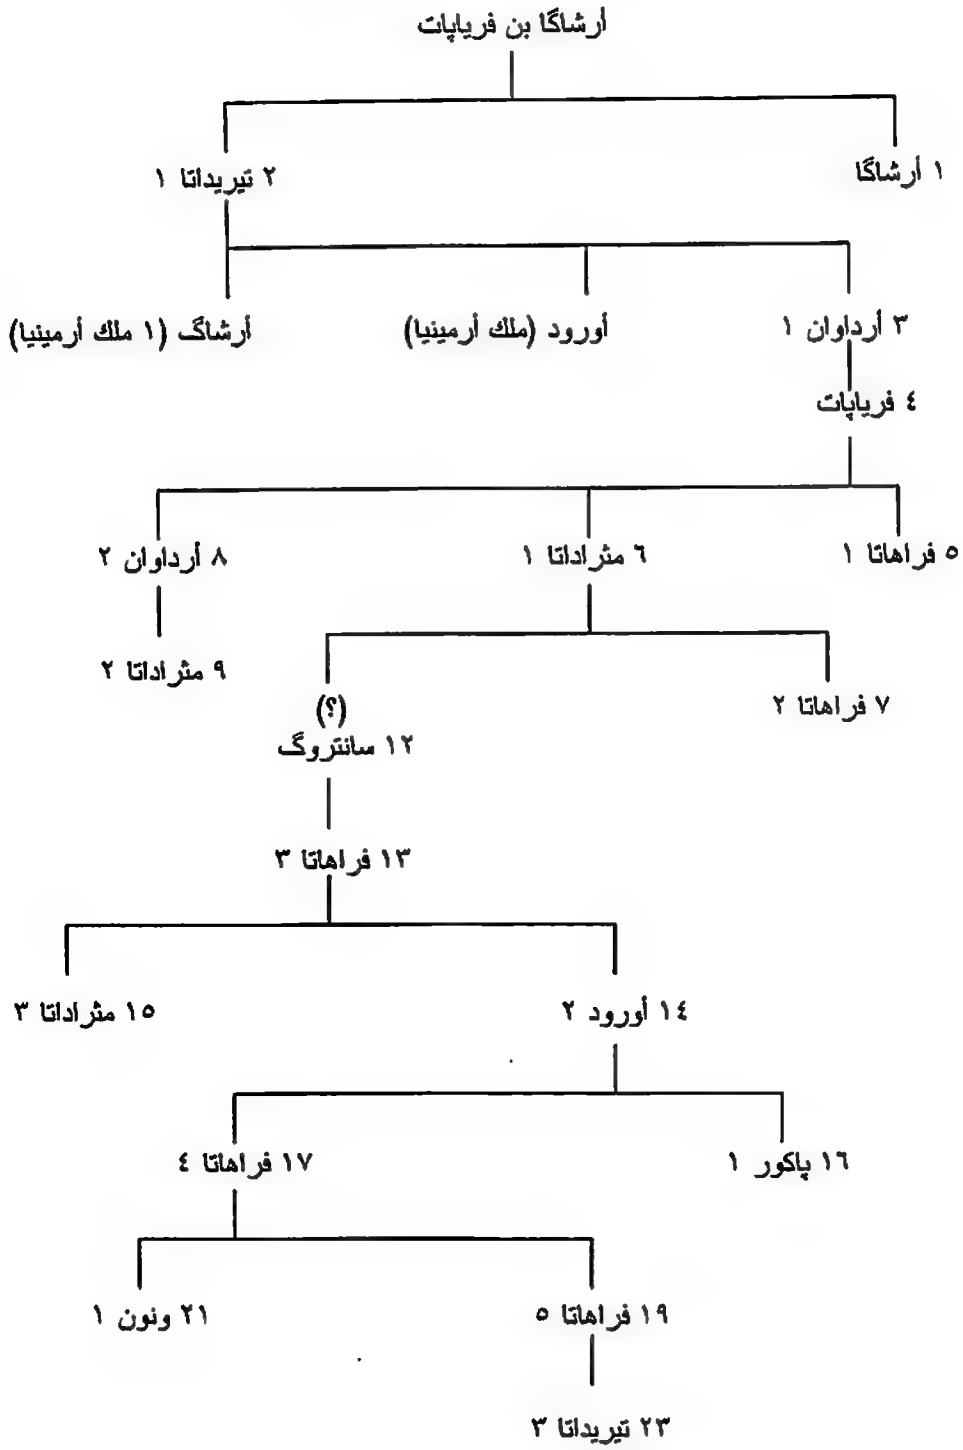 أرشاگا بن فرياپات
١ أرشاگا
٢ تيريداتا ١
٣ أرداوان ١
أورود (ملك أرمينيا)
أرشاگ (١ ملك أرمينيا)
٤ فرياپات
٥ فراهاتا ١
٦ مثراداتا ١
٨ أرداوان ٢
٩ مثراداتا ٢
٧ فراهاتا ٢
(؟)
١٢ سانتروگ
١٣ فراهاتا ٣
١٤ أورود ٢
١٥ مثراداتا ٣
١٦ پاكور ١
١٧ فراهاتا ٤
١٩ فراهاتا ٥
٢١ ونون ١
٢٣ تيريداتا ٣